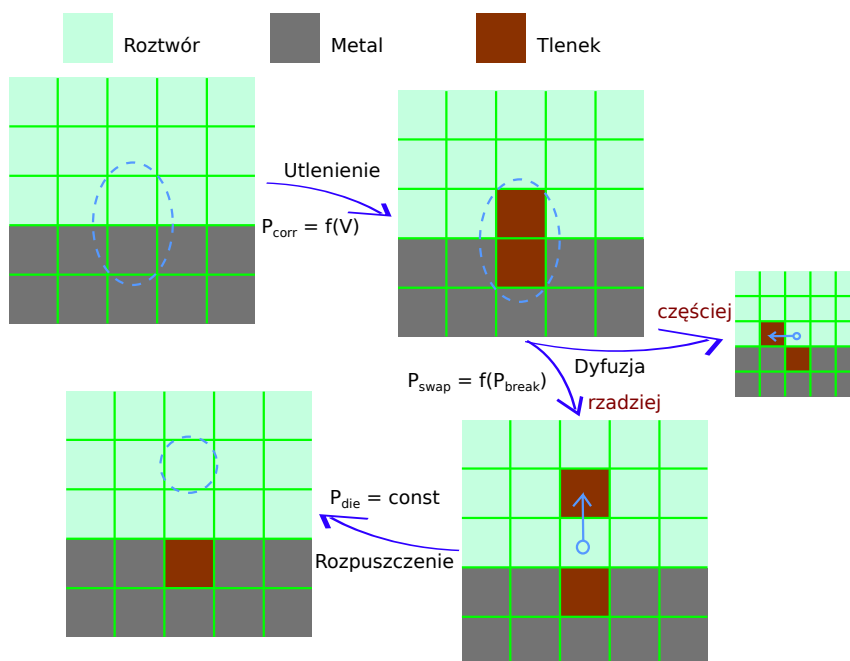 Roztwór
Metal
Tlenek
Utlenienie
P_corr = f(V)
częściej
Dyfuzja
P_swap = f(P_break)
rzadziej
P_die = const
Rozpuszczenie